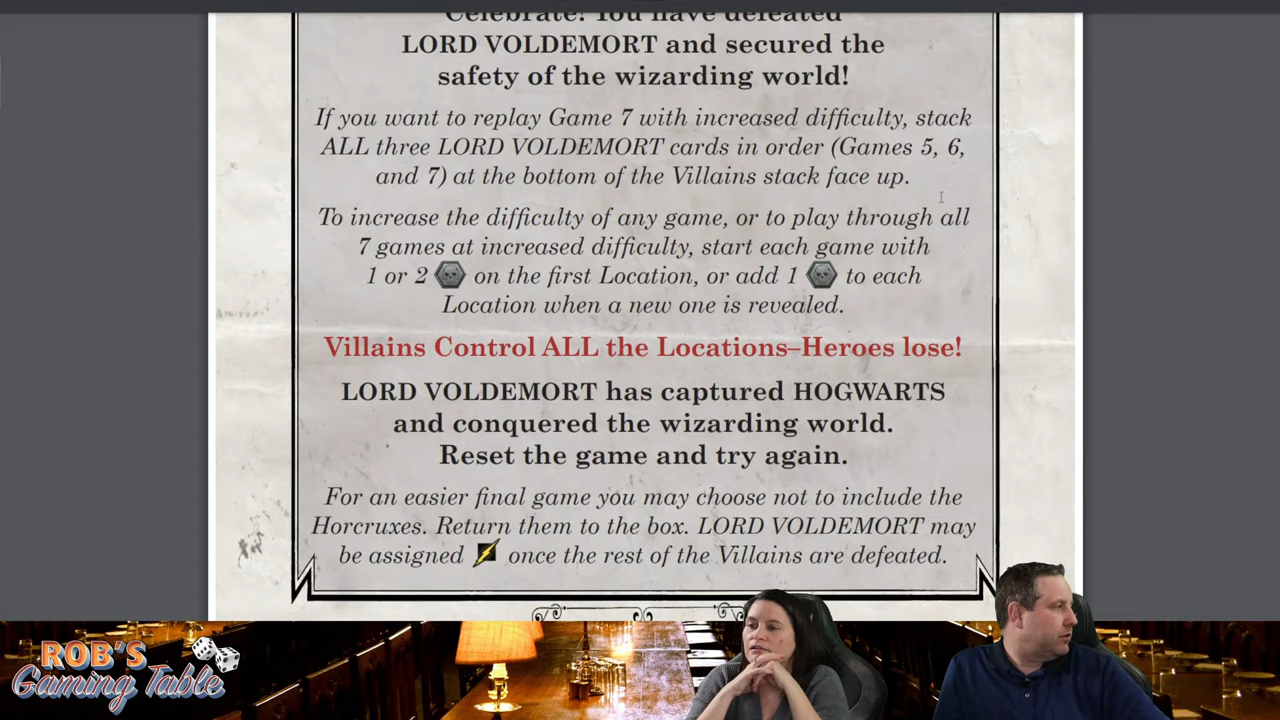 Celebrate! You have defeated
LORD VOLDEMORT and secured the
safety of the wizarding world!
If you want to replay Game 7 with increased difficulty, stack
ALL three LORD VOLDEMORT cards in order (Games 5, 6,
and 7) at the bottom of the Villains stack face up.
To increase the difficulty of any game, or to play through all
7 games at increased difficulty, start each game with
1 or 2 on the first Location, or add 1 to each
Location when a new one is revealed.
Villains Control ALL the Locations–Heroes lose!
LORD VOLDEMORT has captured HOGWARTS
and conquered the wizarding world.
Reset the game and try again.
For an easier final game you may choose not to include the
Horcruxes. Return them to the box. LORD VOLDEMORT may
be assigned once the rest of the Villains are defeated.
ROB'S
Gaming Table